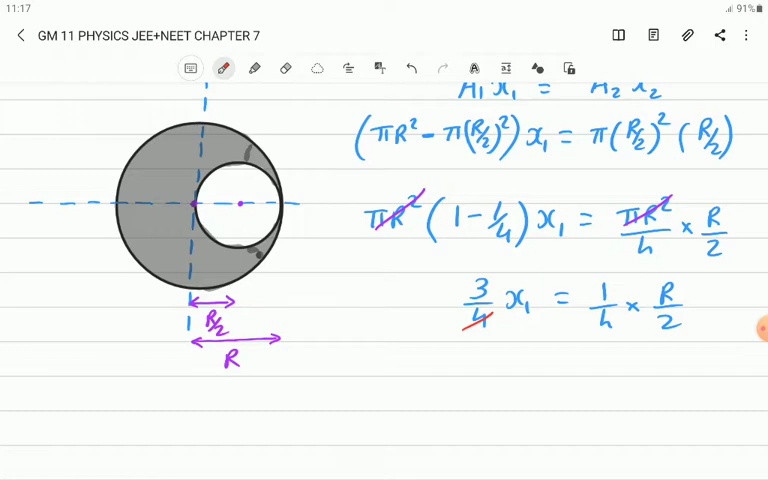 11:17 91%
GM 11 PHYSICS JEE+NEET CHAPTER 7
A₁x₁ = A₂x₂
(πR² − π(R/2)²) x₁ = π(R/2)² (R/2)
πR² (1 − 1/4) x₁ = πR²/4 × R/2
3/4 x₁ = 1/4 × R/2
R/2
R